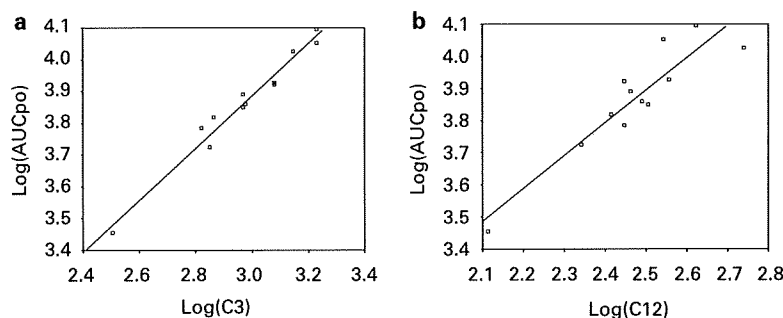 a
4.1
4.0
3.9
3.8
3.7
3.6
3.5
3.4
Log(AUCpo)
2.4 2.6 2.8 3.0 3.2 3.4
Log(C3)
b
4.1
4.0
3.9
3.8
3.7
3.6
3.5
3.4
Log(AUCpo)
2.1 2.2 2.3 2.4 2.5 2.6 2.7 2.8
Log(C12)